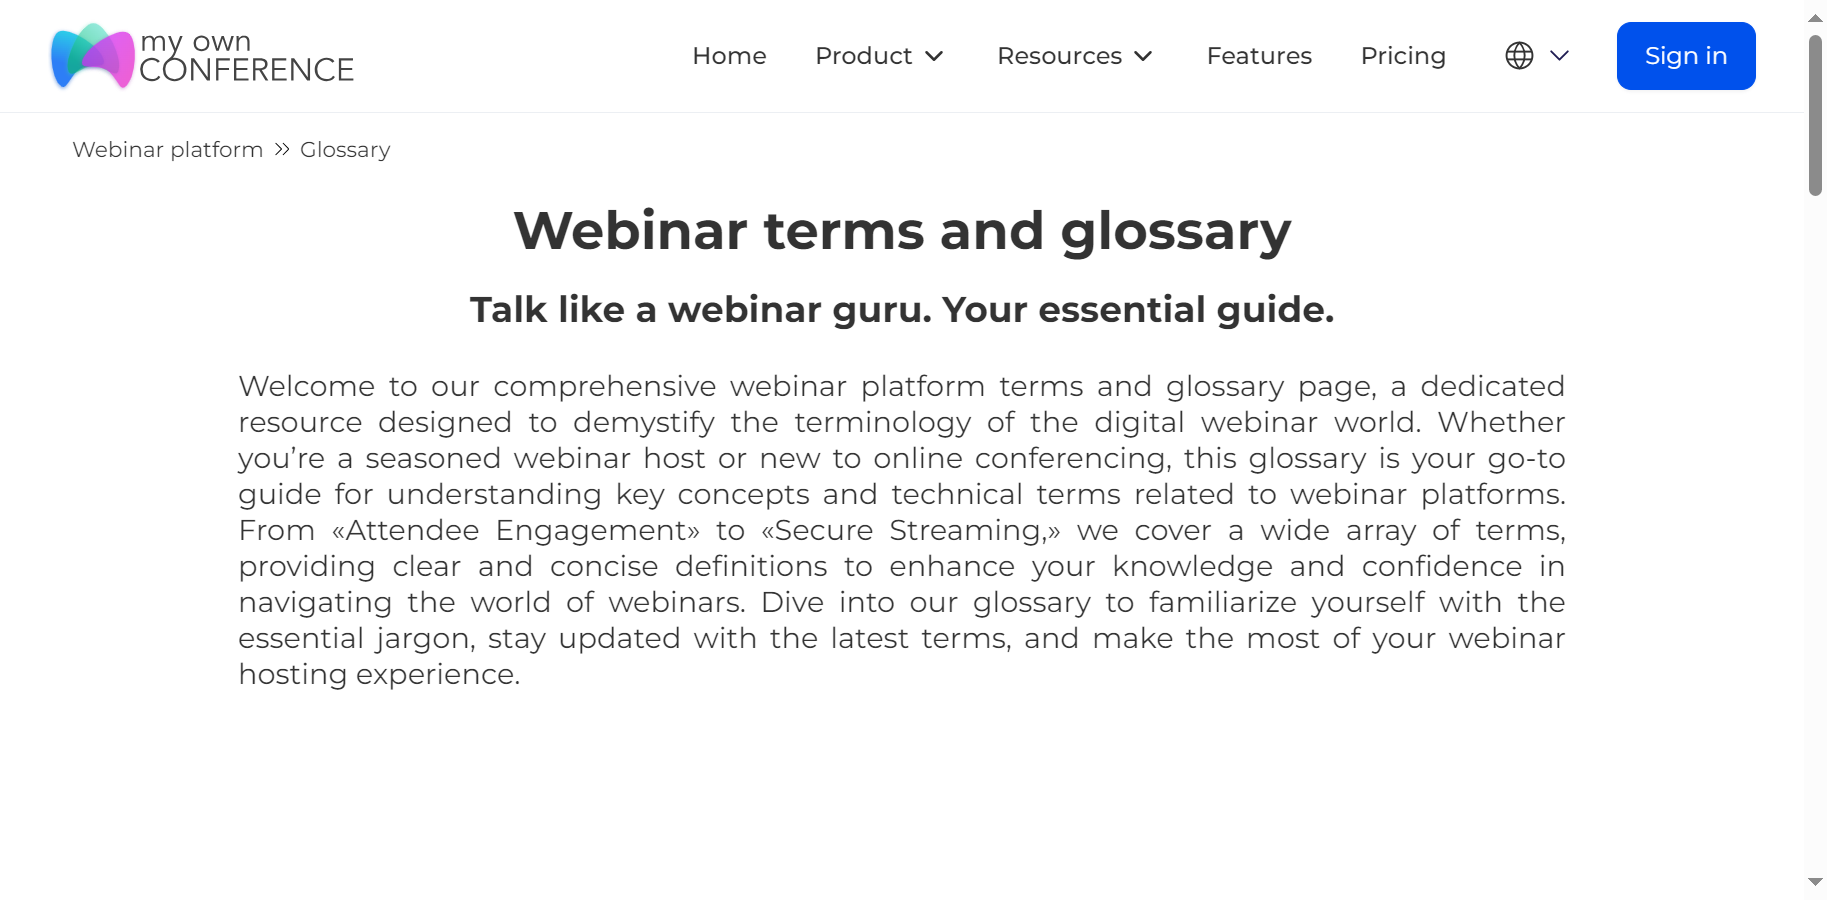 my own
CONFERENCE
Home
Product
Resources
Features
Pricing
Sign in
Webinar platform » Glossary
Webinar terms and glossary
Talk like a webinar guru. Your essential guide.
Welcome to our comprehensive webinar platform terms and glossary page, a dedicated
resource designed to demystify the terminology of the digital webinar world. Whether
you’re a seasoned webinar host or new to online conferencing, this glossary is your go-to
guide for understanding key concepts and technical terms related to webinar platforms.
From «Attendee Engagement» to «Secure Streaming,» we cover a wide array of terms,
providing clear and concise definitions to enhance your knowledge and confidence in
navigating the world of webinars. Dive into our glossary to familiarize yourself with the
essential jargon, stay updated with the latest terms, and make the most of your webinar
hosting experience.